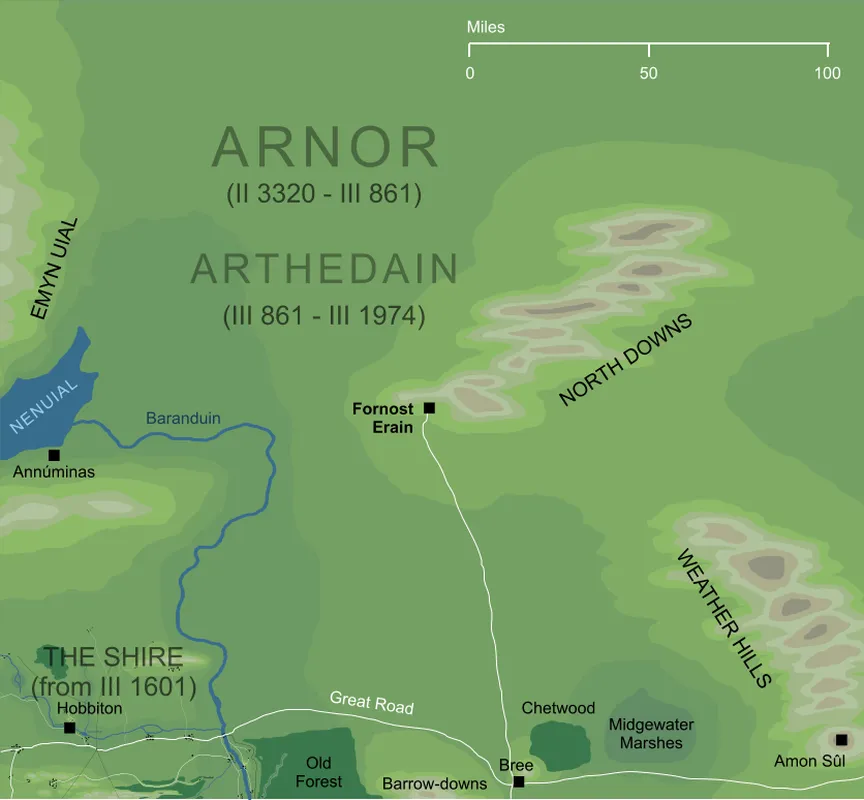 Miles
0 50 100
ARNOR
(II 3320 - III 861)
EMYN UIAL
ARTHEDAIN
(III 861 - III 1974)
NORTH DOWNS
NENUIAL
Fornost
Erain
Baranduin
Annúminas
WEATHER HILLS
THE SHIRE
(from III 1601)
Hobbiton
Great Road
Chetwood
Midgewater
Marshes
Old
Forest
Barrow-downs
Bree
Amon Sûl